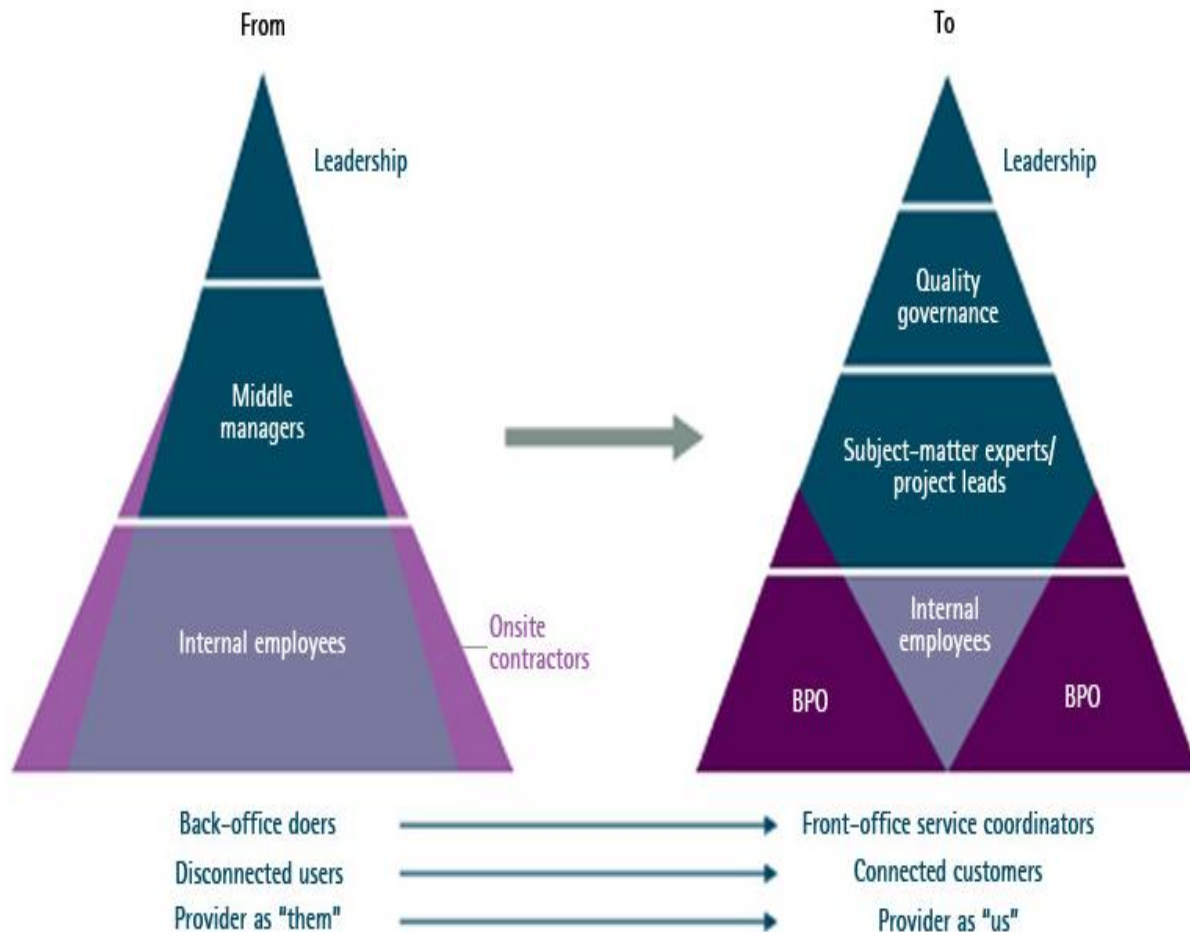 From
To
Leadership
Leadership
Quality
governance
Middle
managers
Subject-matter experts/
project leads
Internal employees
Onsite
contractors
Internal
employees
BPO
BPO
Back-office doers
Front-office service coordinators
Disconnected users
Connected customers
Provider as “them”
Provider as “us”